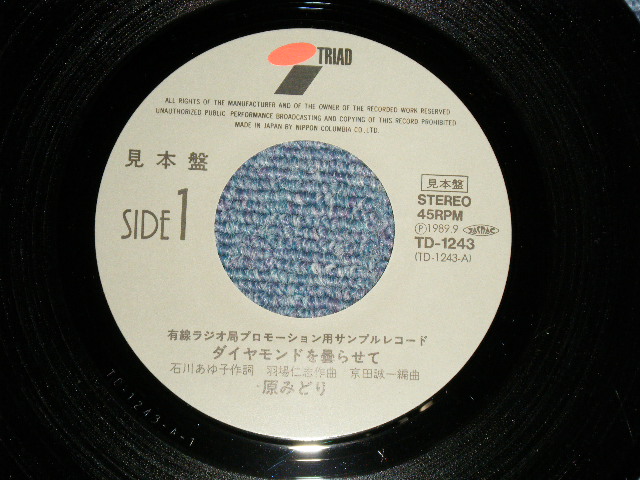 TRIAD
ALL RIGHTS OF THE MANUFACTURER AND OF THE OWNER OF THE RECORDED WORK RESERVED
UNAUTHORIZED PUBLIC PERFORMANCE BROADCASTING AND COPYING OF THIS RECORD PROHIBITED
MADE IN JAPAN BY NIPPON COLUMBIA CO.,LTD.
見本盤
SIDE 1
見本盤
STEREO
45RPM
Ⓟ1989.9
TD-1243
(TD-1243-A)
有線ラジオ局プロモーション用サンプルレコード
ダイヤモンドを曇らせて
石川あゆ子作詞 羽場仁志作曲 京田誠一編曲
原みどり
TD-1243-A-1